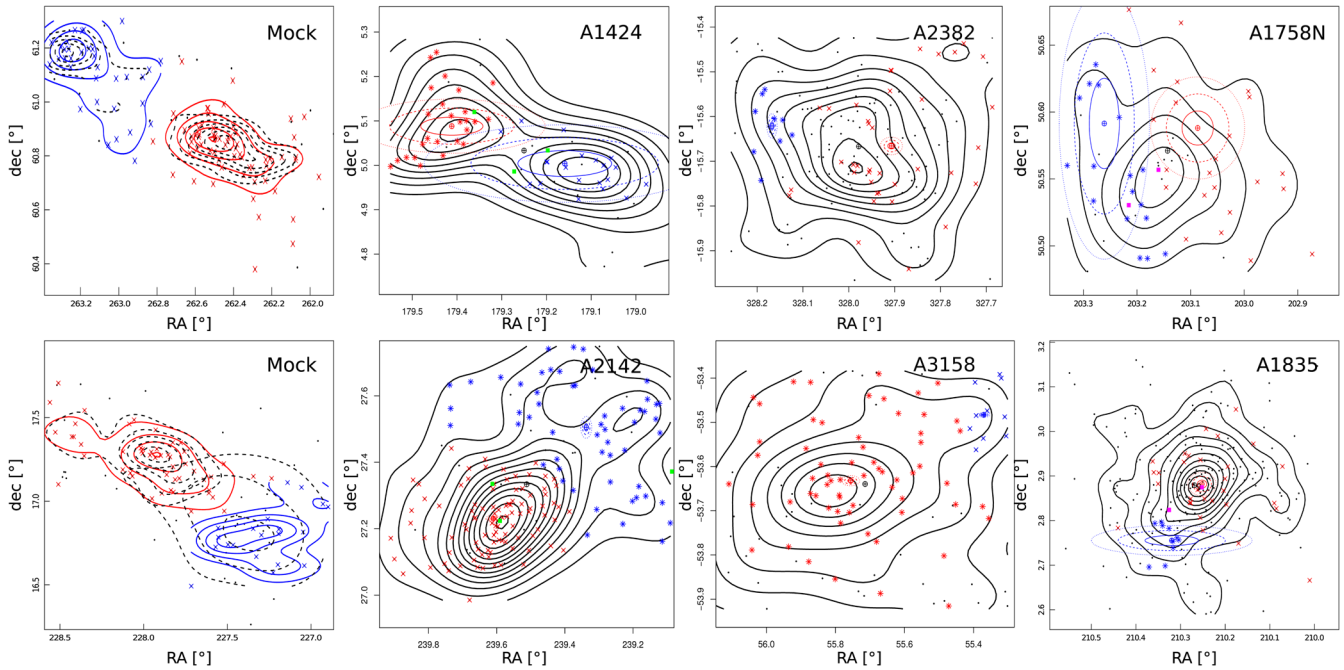 Mock
dec [°]
61.2
61.0
60.8
60.6
60.4
263.2 263.0 262.8 262.6 262.4 262.2 262.0
RA [°]
A1424
dec [°]
5.3
5.2
5.1
5.0
4.9
4.8
179.5 179.4 179.3 179.2 179.1 179.0
RA [°]
A2382
dec [°]
−15.4
−15.5
−15.6
−15.7
−15.8
−15.9
328.2 328.1 328.0 327.9 327.8 327.7
RA [°]
A1758N
dec [°]
50.65
50.60
50.55
50.50
203.3 203.2 203.1 203.0 202.9
RA [°]
Mock
dec [°]
17.5
17.0
16.5
228.5 228.0 227.5 227.0
RA [°]
A2142
dec [°]
27.6
27.4
27.2
27.0
239.8 239.6 239.4 239.2
RA [°]
A3158
dec [°]
−53.4
−53.5
−53.6
−53.7
−53.8
−53.9
56.0 55.8 55.6 55.4
RA [°]
A1835
dec [°]
3.2
3.1
3.0
2.9
2.8
2.7
2.6
210.5 210.4 210.3 210.2 210.1 210.0
RA [°]